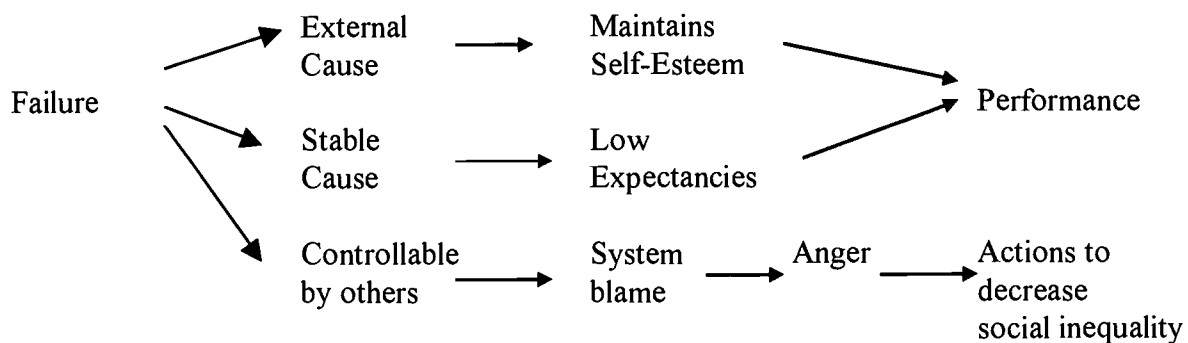 External
Cause
Maintains
Self-Esteem
Failure
Performance
Stable
Cause
Low
Expectancies
Controllable
by others
System
blame
Anger
Actions to
decrease
social inequality